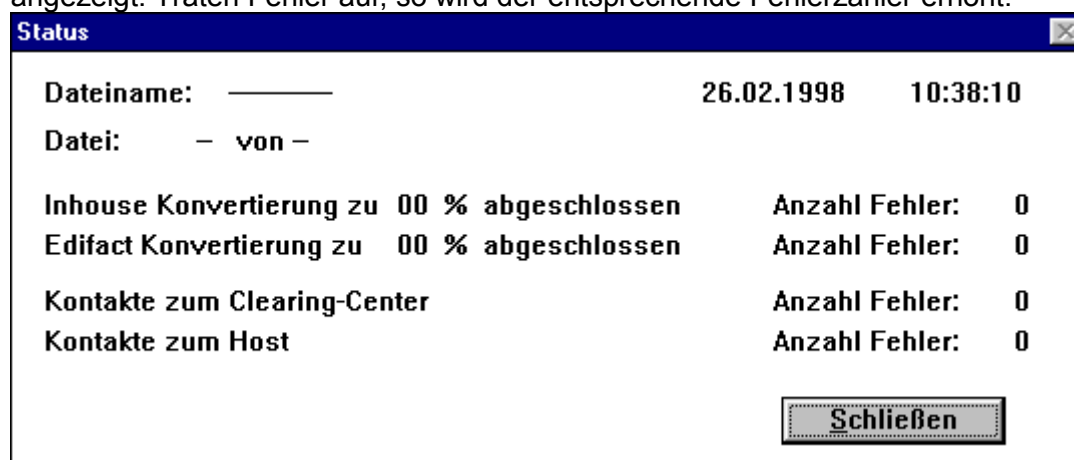 angezeigt. Traten Fehler auf, so wird der entsprechende Fehlerzähler erhöht.
Status
Dateiname: ——— 26.02.1998 10:38:10
Datei: – von –
Inhouse Konvertierung zu 00 % abgeschlossen Anzahl Fehler: 0
Edifact Konvertierung zu 00 % abgeschlossen Anzahl Fehler: 0
Kontakte zum Clearing-Center Anzahl Fehler: 0
Kontakte zum Host Anzahl Fehler: 0
Schließen